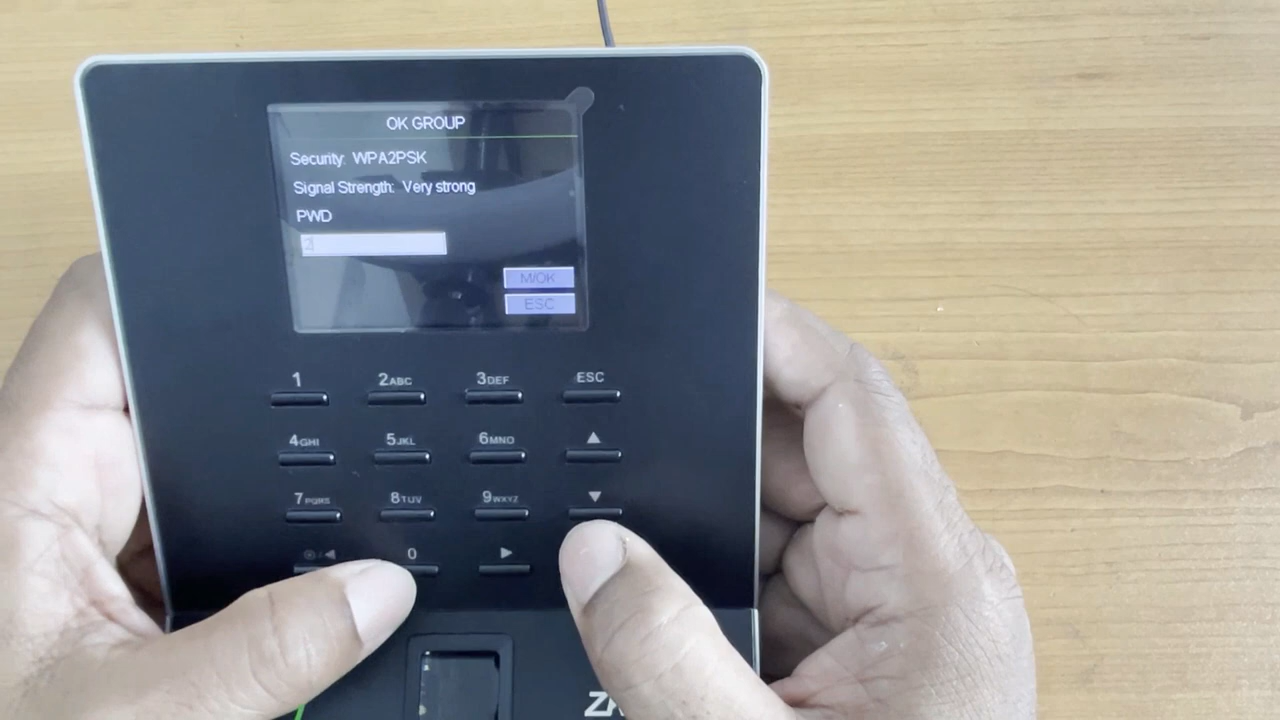 OK GROUP
Security: WPA2PSK
Signal Strength: Very strong
PWD
2
M/OK
ESC
1 2ABC 3DEF ESC
4GHI 5JKL 6MNO ▲
7PQRS 8TUV 9WXYZ ▼
◀ 0 ▶